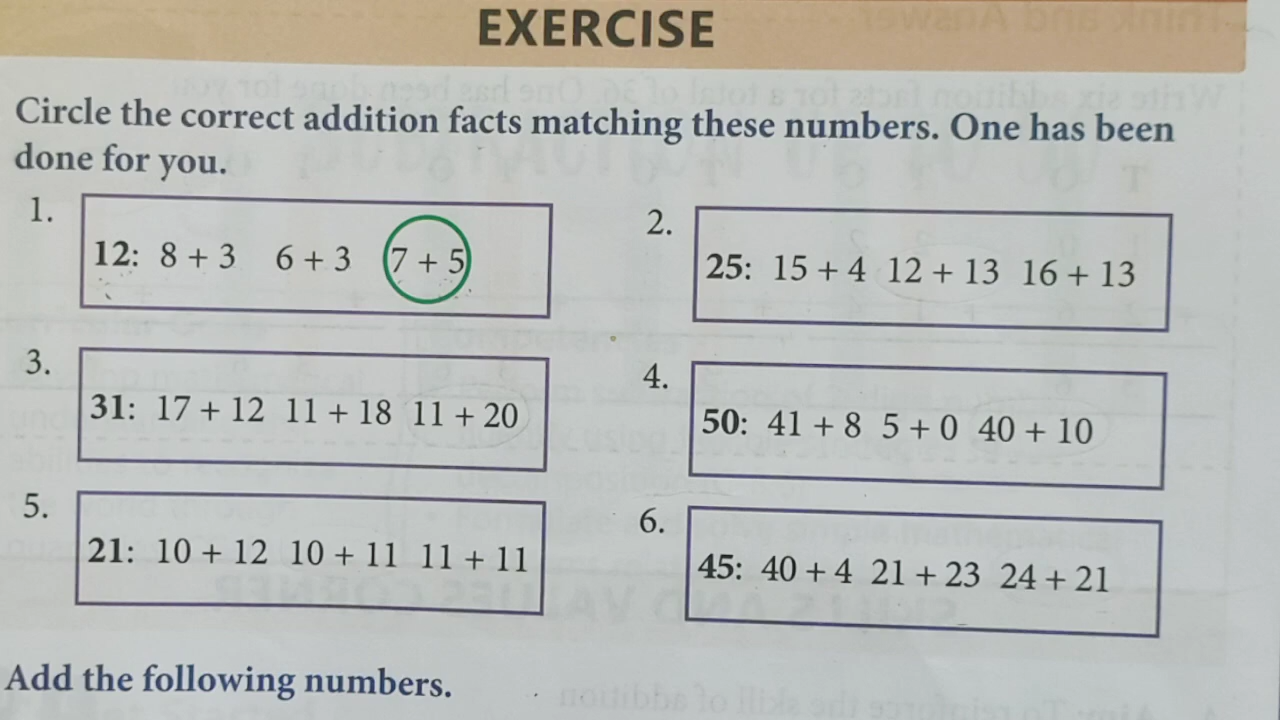 EXERCISE
Circle the correct addition facts matching these numbers. One has been
done for you.
1. 12: 8 + 3 6 + 3 7 + 5
2. 25: 15 + 4 12 + 13 16 + 13
3. 31: 17 + 12 11 + 18 11 + 20
4. 50: 41 + 8 5 + 0 40 + 10
5. 21: 10 + 12 10 + 11 11 + 11
6. 45: 40 + 4 21 + 23 24 + 21
Add the following numbers.